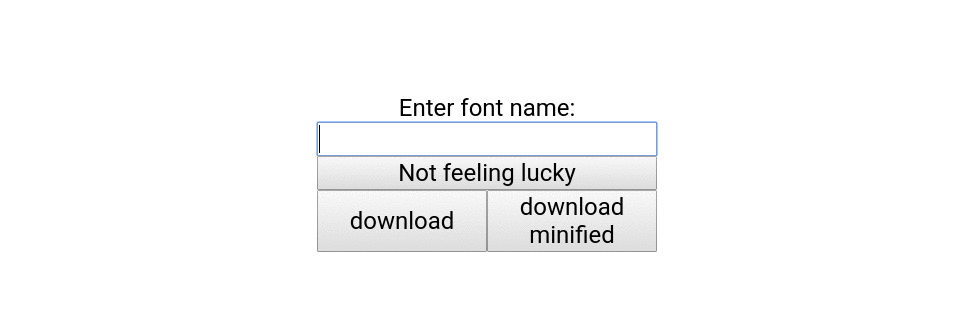 Enter font name:
Not feeling lucky
download
download
minified